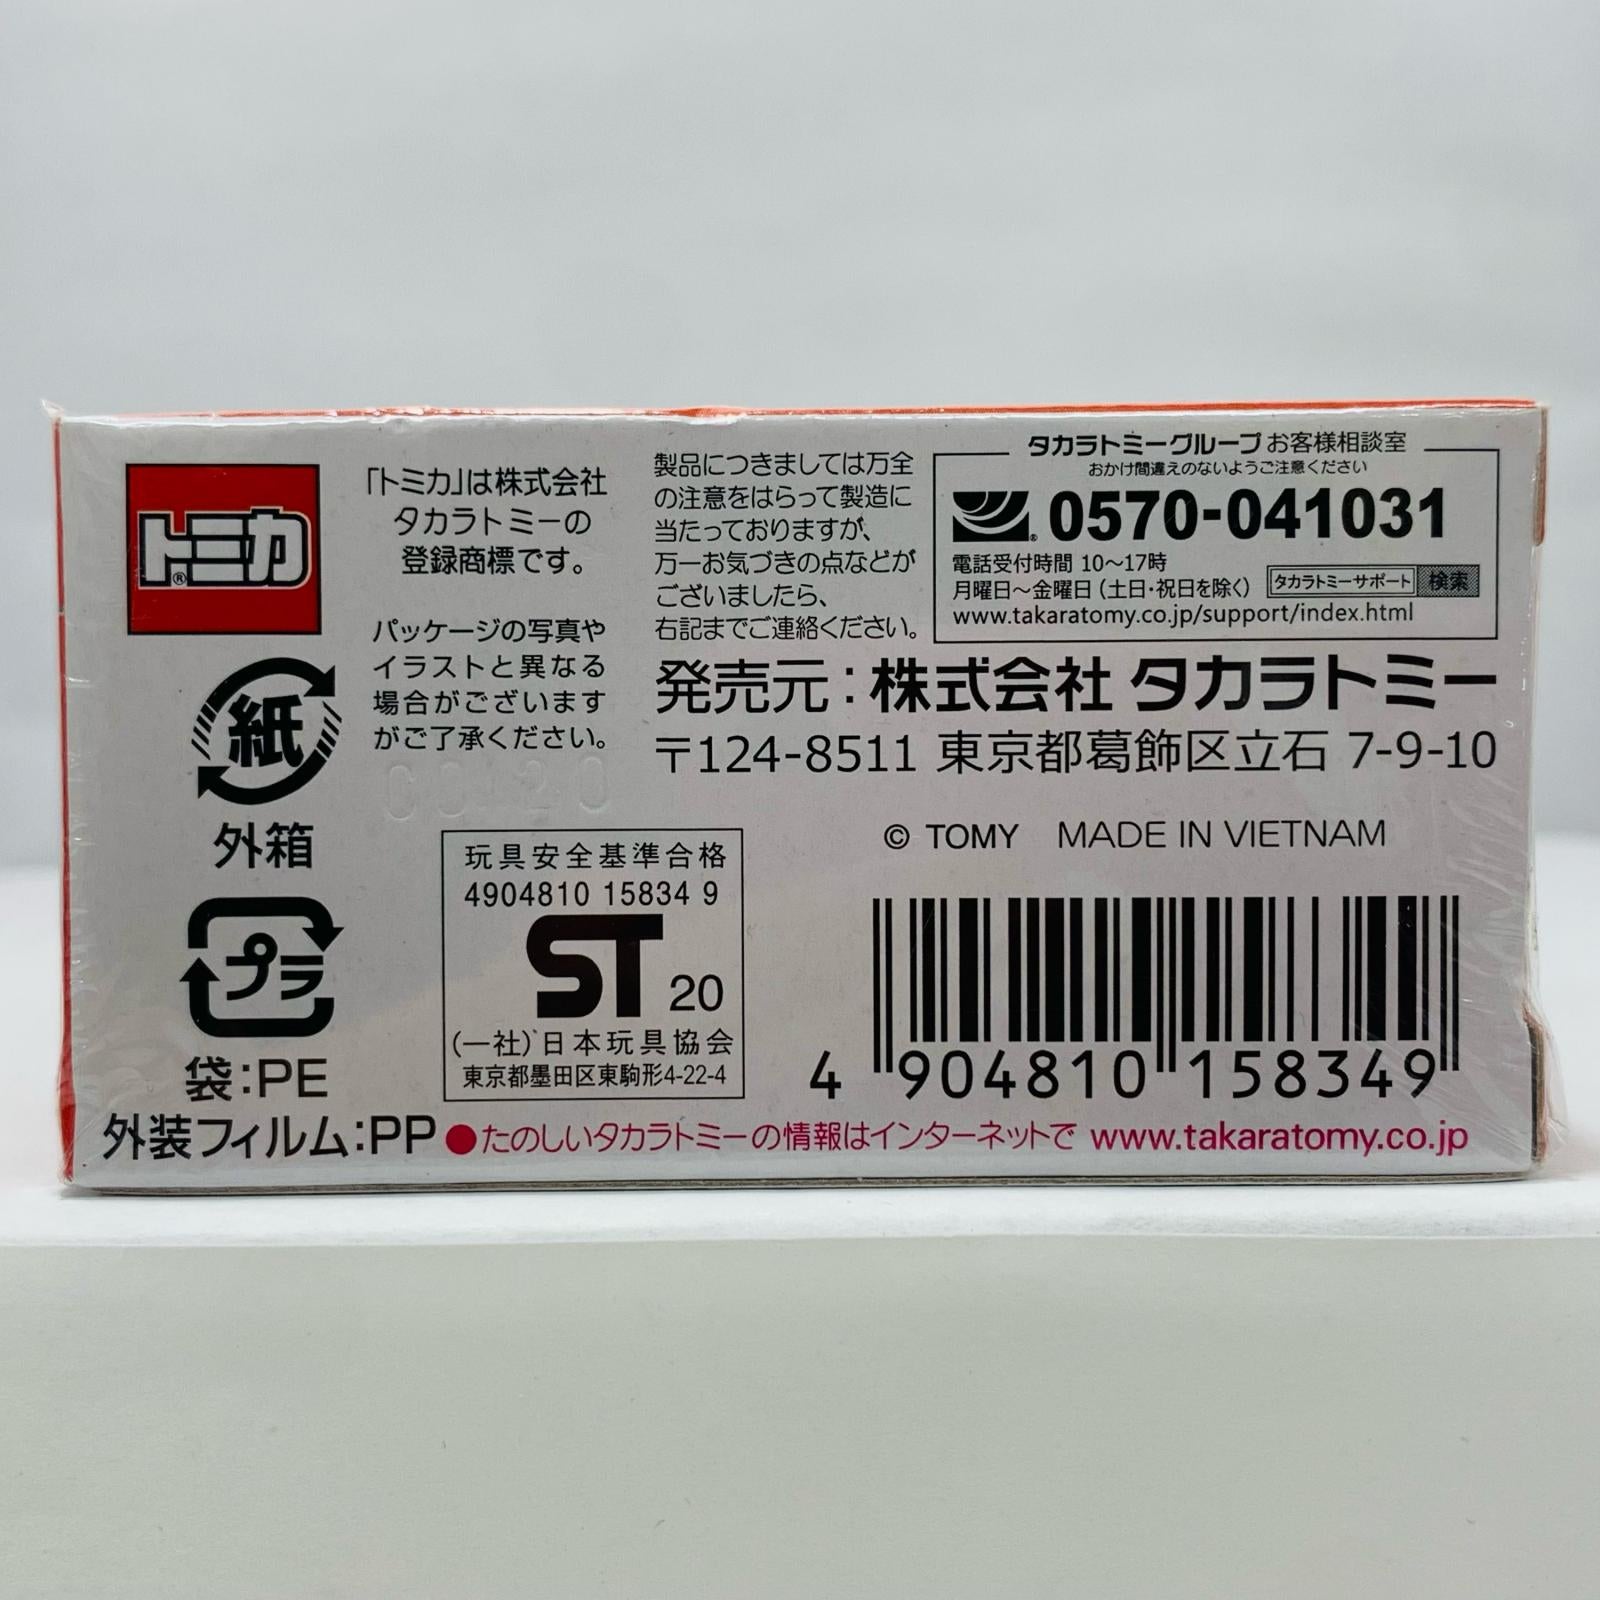 トミカ®
「トミカ」は株式会社
タカラトミーの
登録商標です。
パッケージの写真や
イラストと異なる
場合がございます
がご了承ください。
製品につきましては万全
の注意をはらって製造に
当たっておりますが、
万一お気づきの点などが
ございましたら、
右記までご連絡ください。
タカラトミーグループ お客様相談室
おかけ間違えのないようご注意ください
0570-041031
電話受付時間 10〜17時
月曜日〜金曜日 (土日・祝日を除く) タカラトミーサポート 検索
www.takaratomy.co.jp/support/index.html
発売元:株式会社 タカラトミー
〒124-8511 東京都葛飾区立石 7-9-10
© TOMY MADE IN VIETNAM
紙
外箱
プラ
袋:PE
外装フィルム:PP
玩具安全基準合格
4904810 15834 9
ST 20
(一社)日本玩具協会
東京都墨田区東駒形4-22-4
4 904810 158349
●たのしいタカラトミーの情報はインターネットで www.takaratomy.co.jp